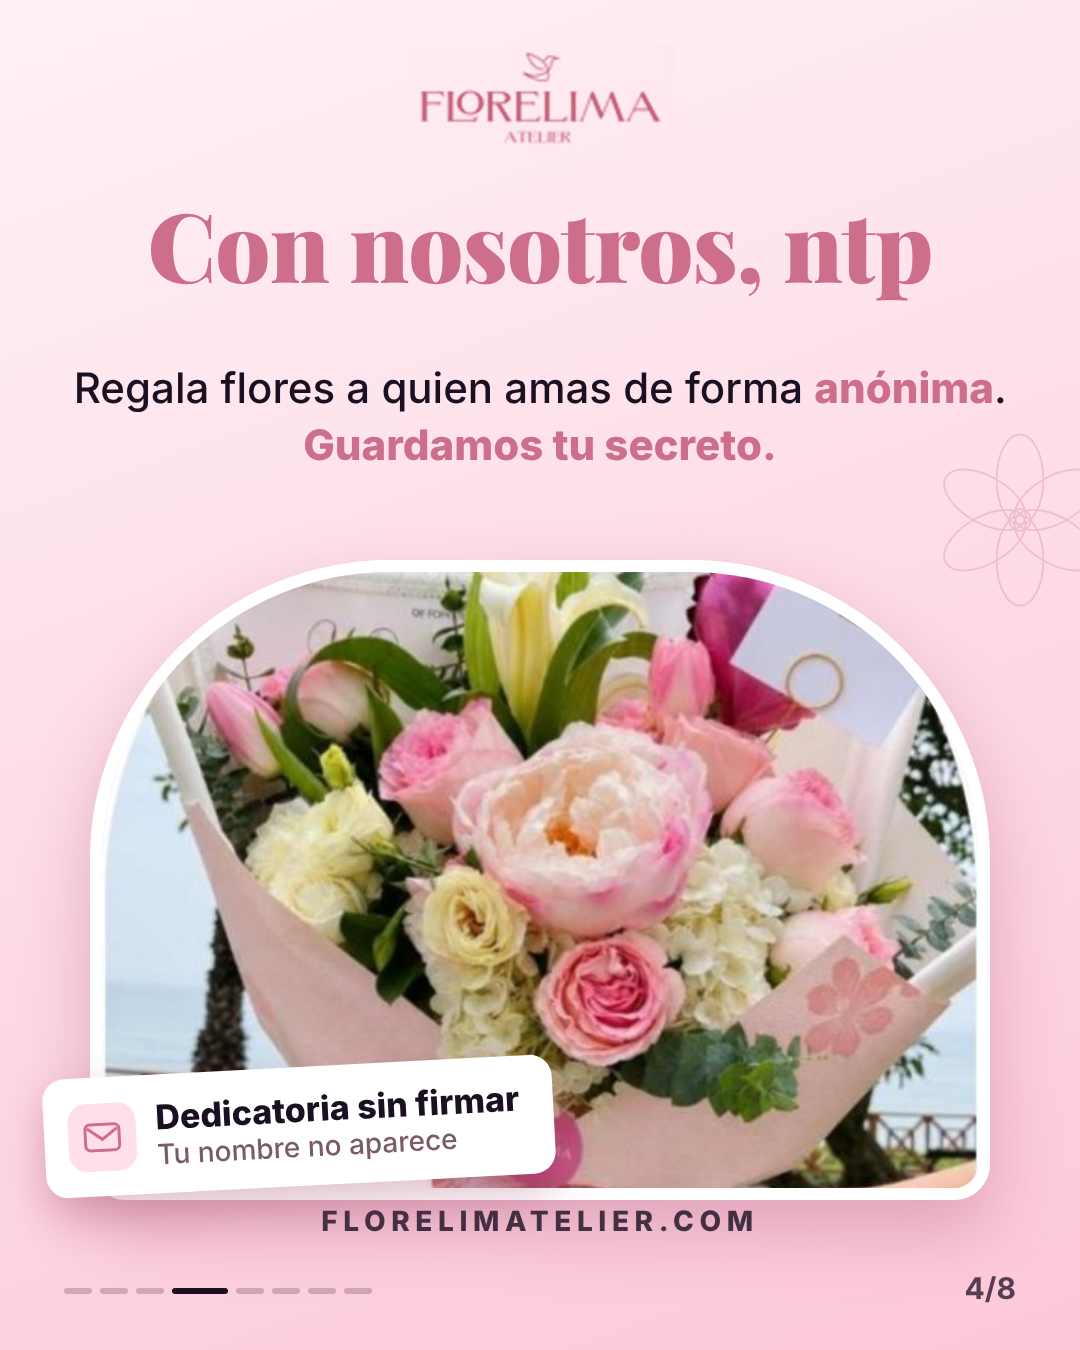 FLORELIMA
ATELIER
Con nosotros, ntp
Regala flores a quien amas de forma anónima.
Guardamos tu secreto.
Dedicatoria sin firmar
Tu nombre no aparece
FLORELIMATELIER.COM
4/8